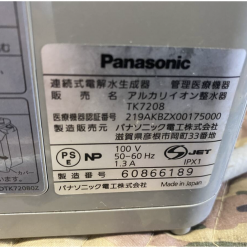 Panasonic
連続式電解水生成器 管理医療機器
販売名 アルカリイオン整水器
TK7208
医療機器認証番号 219AKBZX00175000
製造販売元 パナソニック電工株式会社
滋賀県彦根市岡町33番地
PS E NP 100 V
50-60 Hz
1.3 A
S JET
IPX1
製造番号 60866189
パナソニック電工株式会社 Made in Japan
カバー